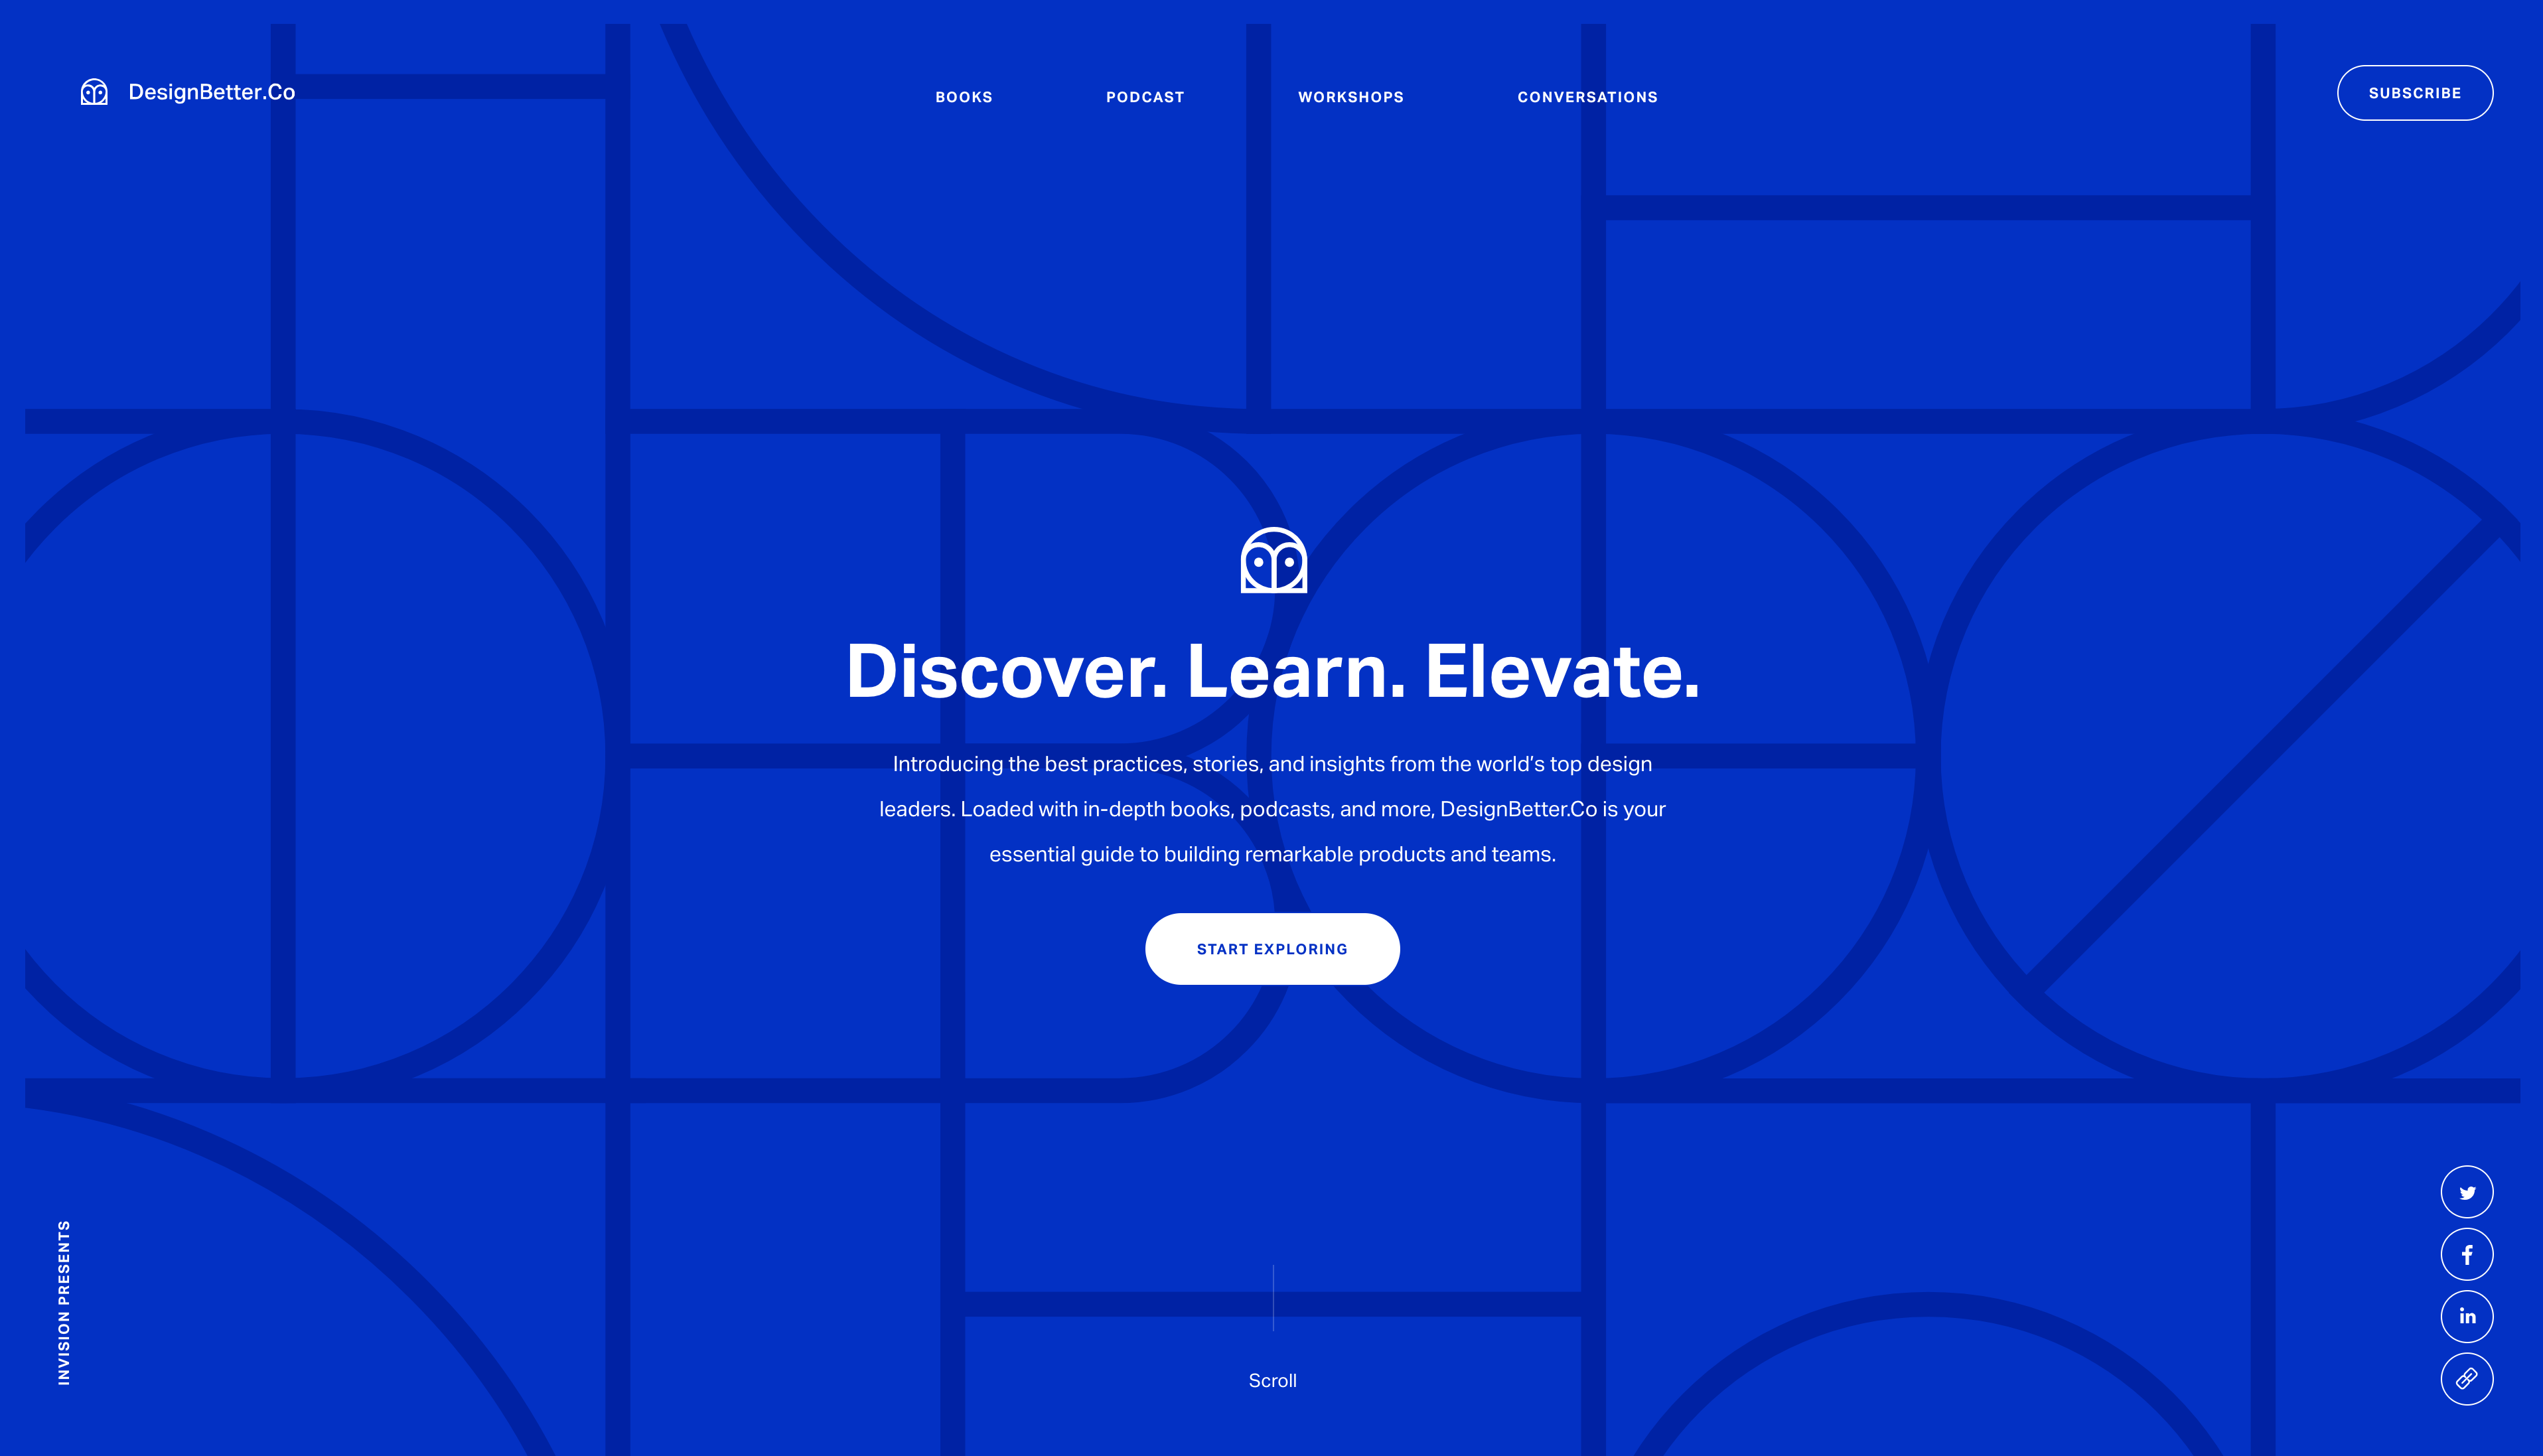 DesignBetter.Co
BOOKS
PODCAST
WORKSHOPS
CONVERSATIONS
SUBSCRIBE
Discover. Learn. Elevate.
Introducing the best practices, stories, and insights from the world’s top design
leaders. Loaded with in-depth books, podcasts, and more, DesignBetter.Co is your
essential guide to building remarkable products and teams.
START EXPLORING
INVISION PRESENTS
Scroll